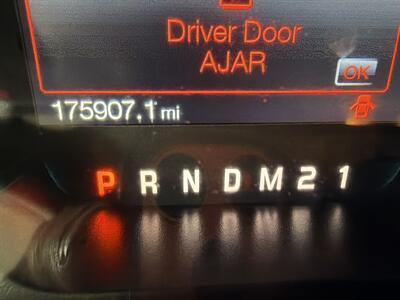 Driver Door
AJAR
OK
175907.1 mi
P R N D M 2 1